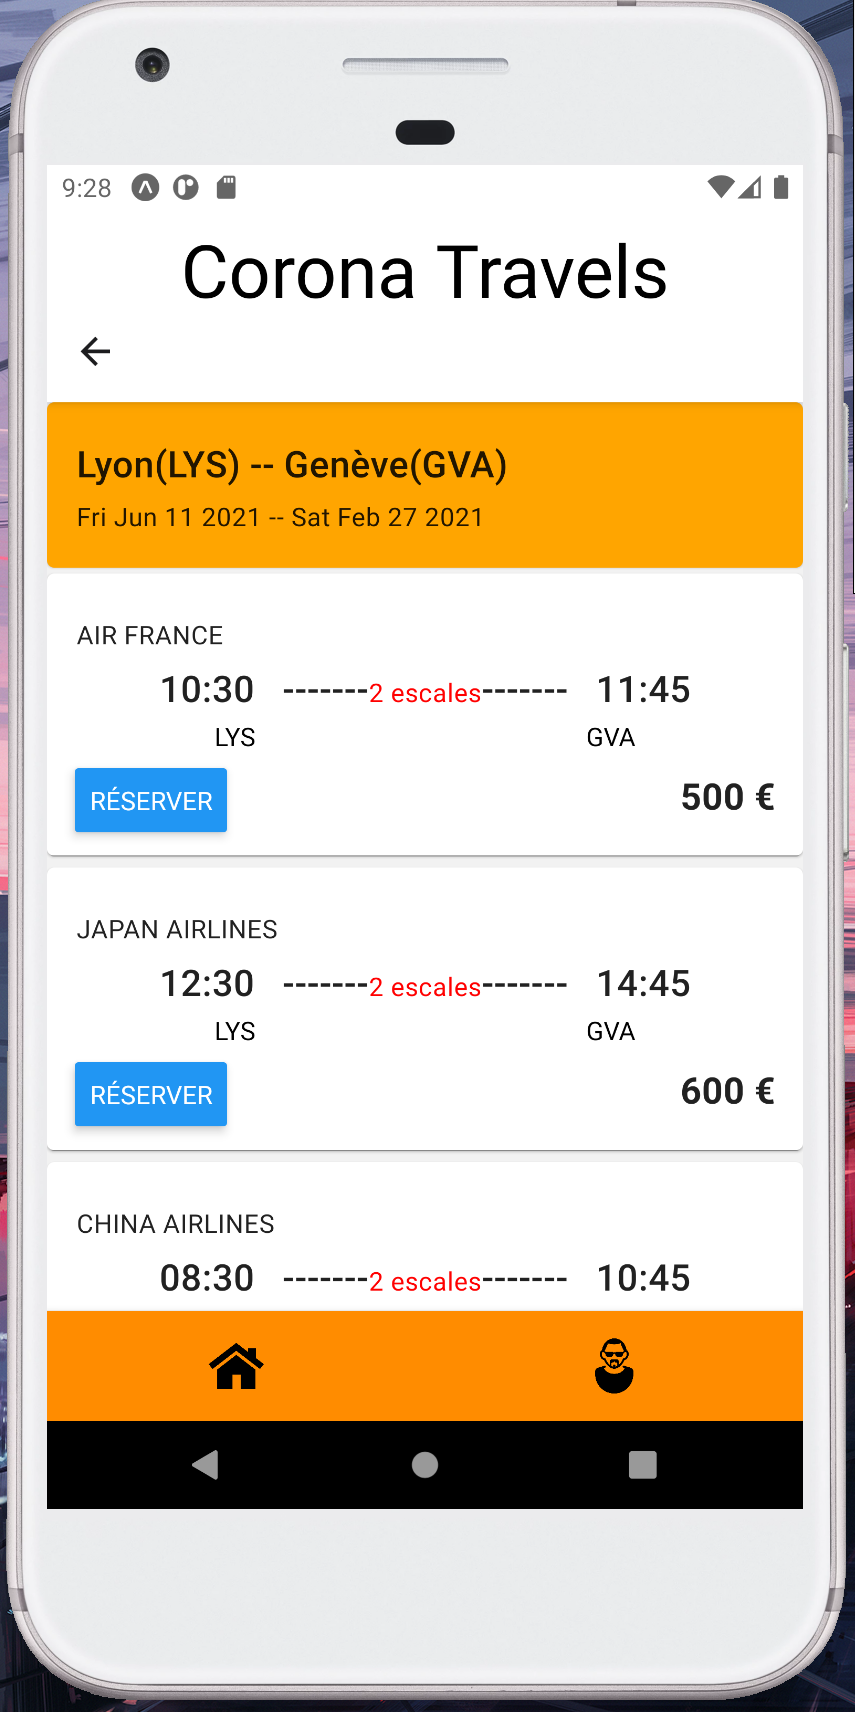 9:28
Corona Travels
Lyon(LYS) -- Genève(GVA)
Fri Jun 11 2021 -- Sat Feb 27 2021
AIR FRANCE
10:30 -------2 escales------- 11:45
LYS GVA
RÉSERVER 500 €
JAPAN AIRLINES
12:30 -------2 escales------- 14:45
LYS GVA
RÉSERVER 600 €
CHINA AIRLINES
08:30 -------2 escales------- 10:45